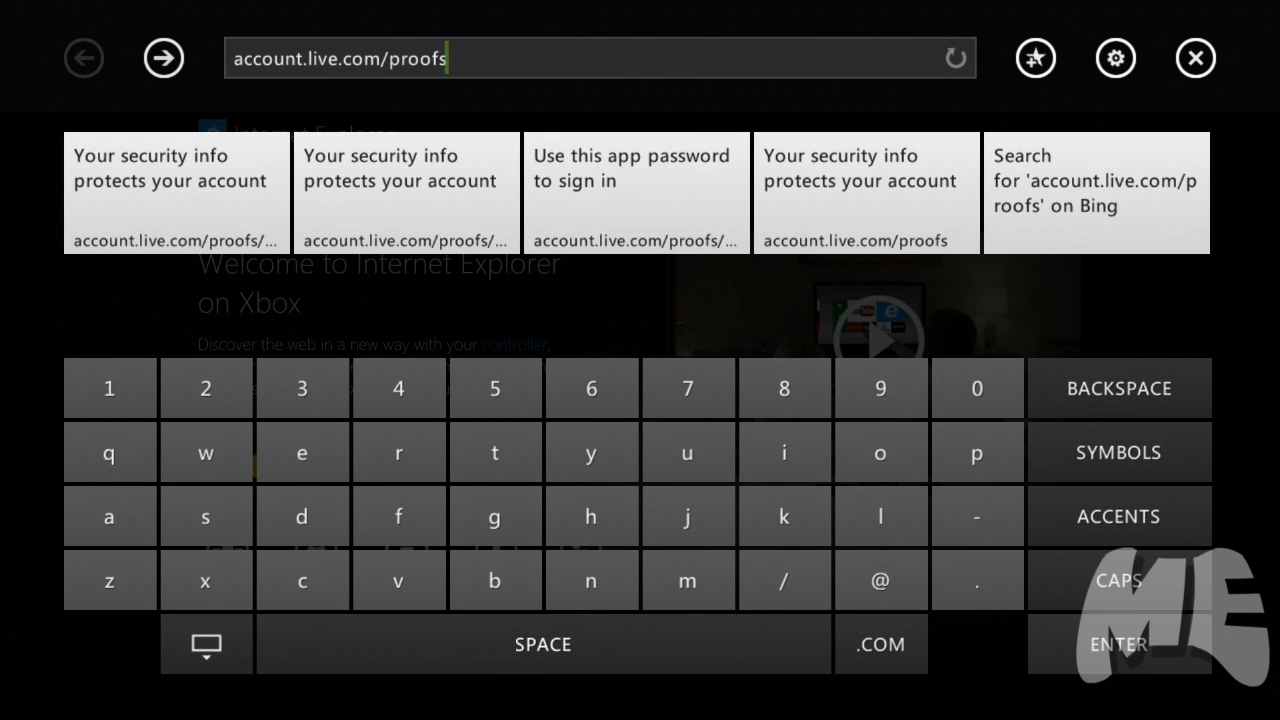 account.live.com/proofs
Internet Explorer
Your security info
protects your account
account.live.com/proofs/...
Your security info
protects your account
account.live.com/proofs/...
Use this app password
to sign in
account.live.com/proofs/...
Your security info
protects your account
account.live.com/proofs
Search
for 'account.live.com/p
roofs' on Bing
Welcome to Internet Explorer
on Xbox
Discover the web in a new way with your controller,
1 2 3 4 5 6 7 8 9 0 BACKSPACE
q w e r t y u i o p SYMBOLS
a s d f g h j k l - ACCENTS
z x c v b n m / @ . CAPS
SPACE .COM ENTER
ME